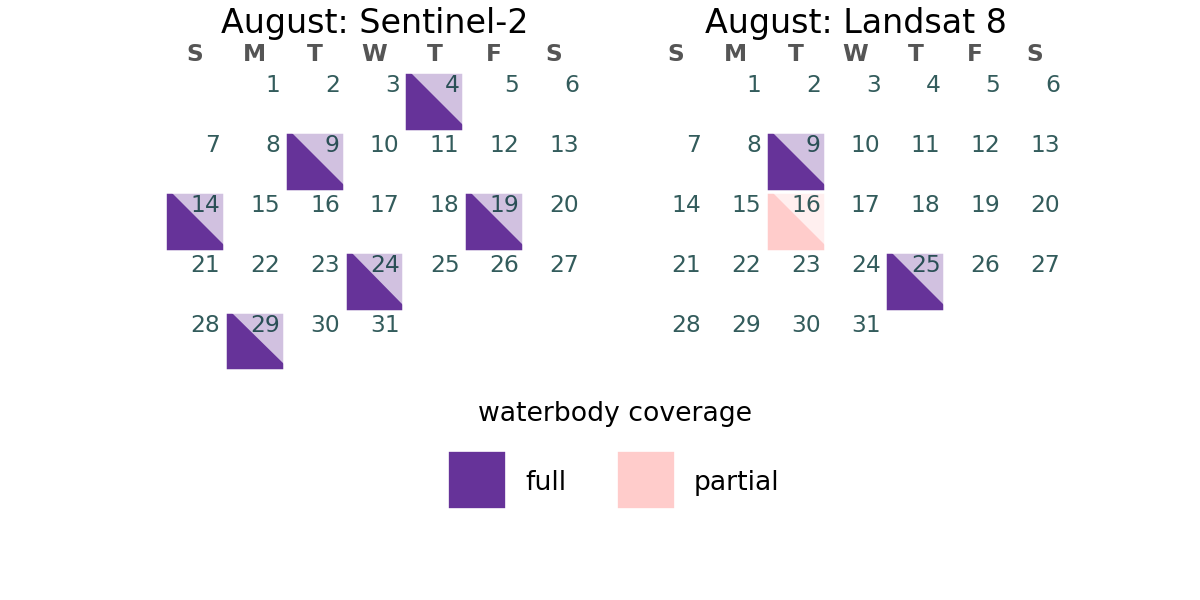 August: Sentinel-2
S M T W T F S
1 2 3 4 5 6
7 8 9 10 11 12 13
14 15 16 17 18 19 20
21 22 23 24 25 26 27
28 29 30 31
August: Landsat 8
S M T W T F S
1 2 3 4 5 6
7 8 9 10 11 12 13
14 15 16 17 18 19 20
21 22 23 24 25 26 27
28 29 30 31
waterbody coverage
full partial